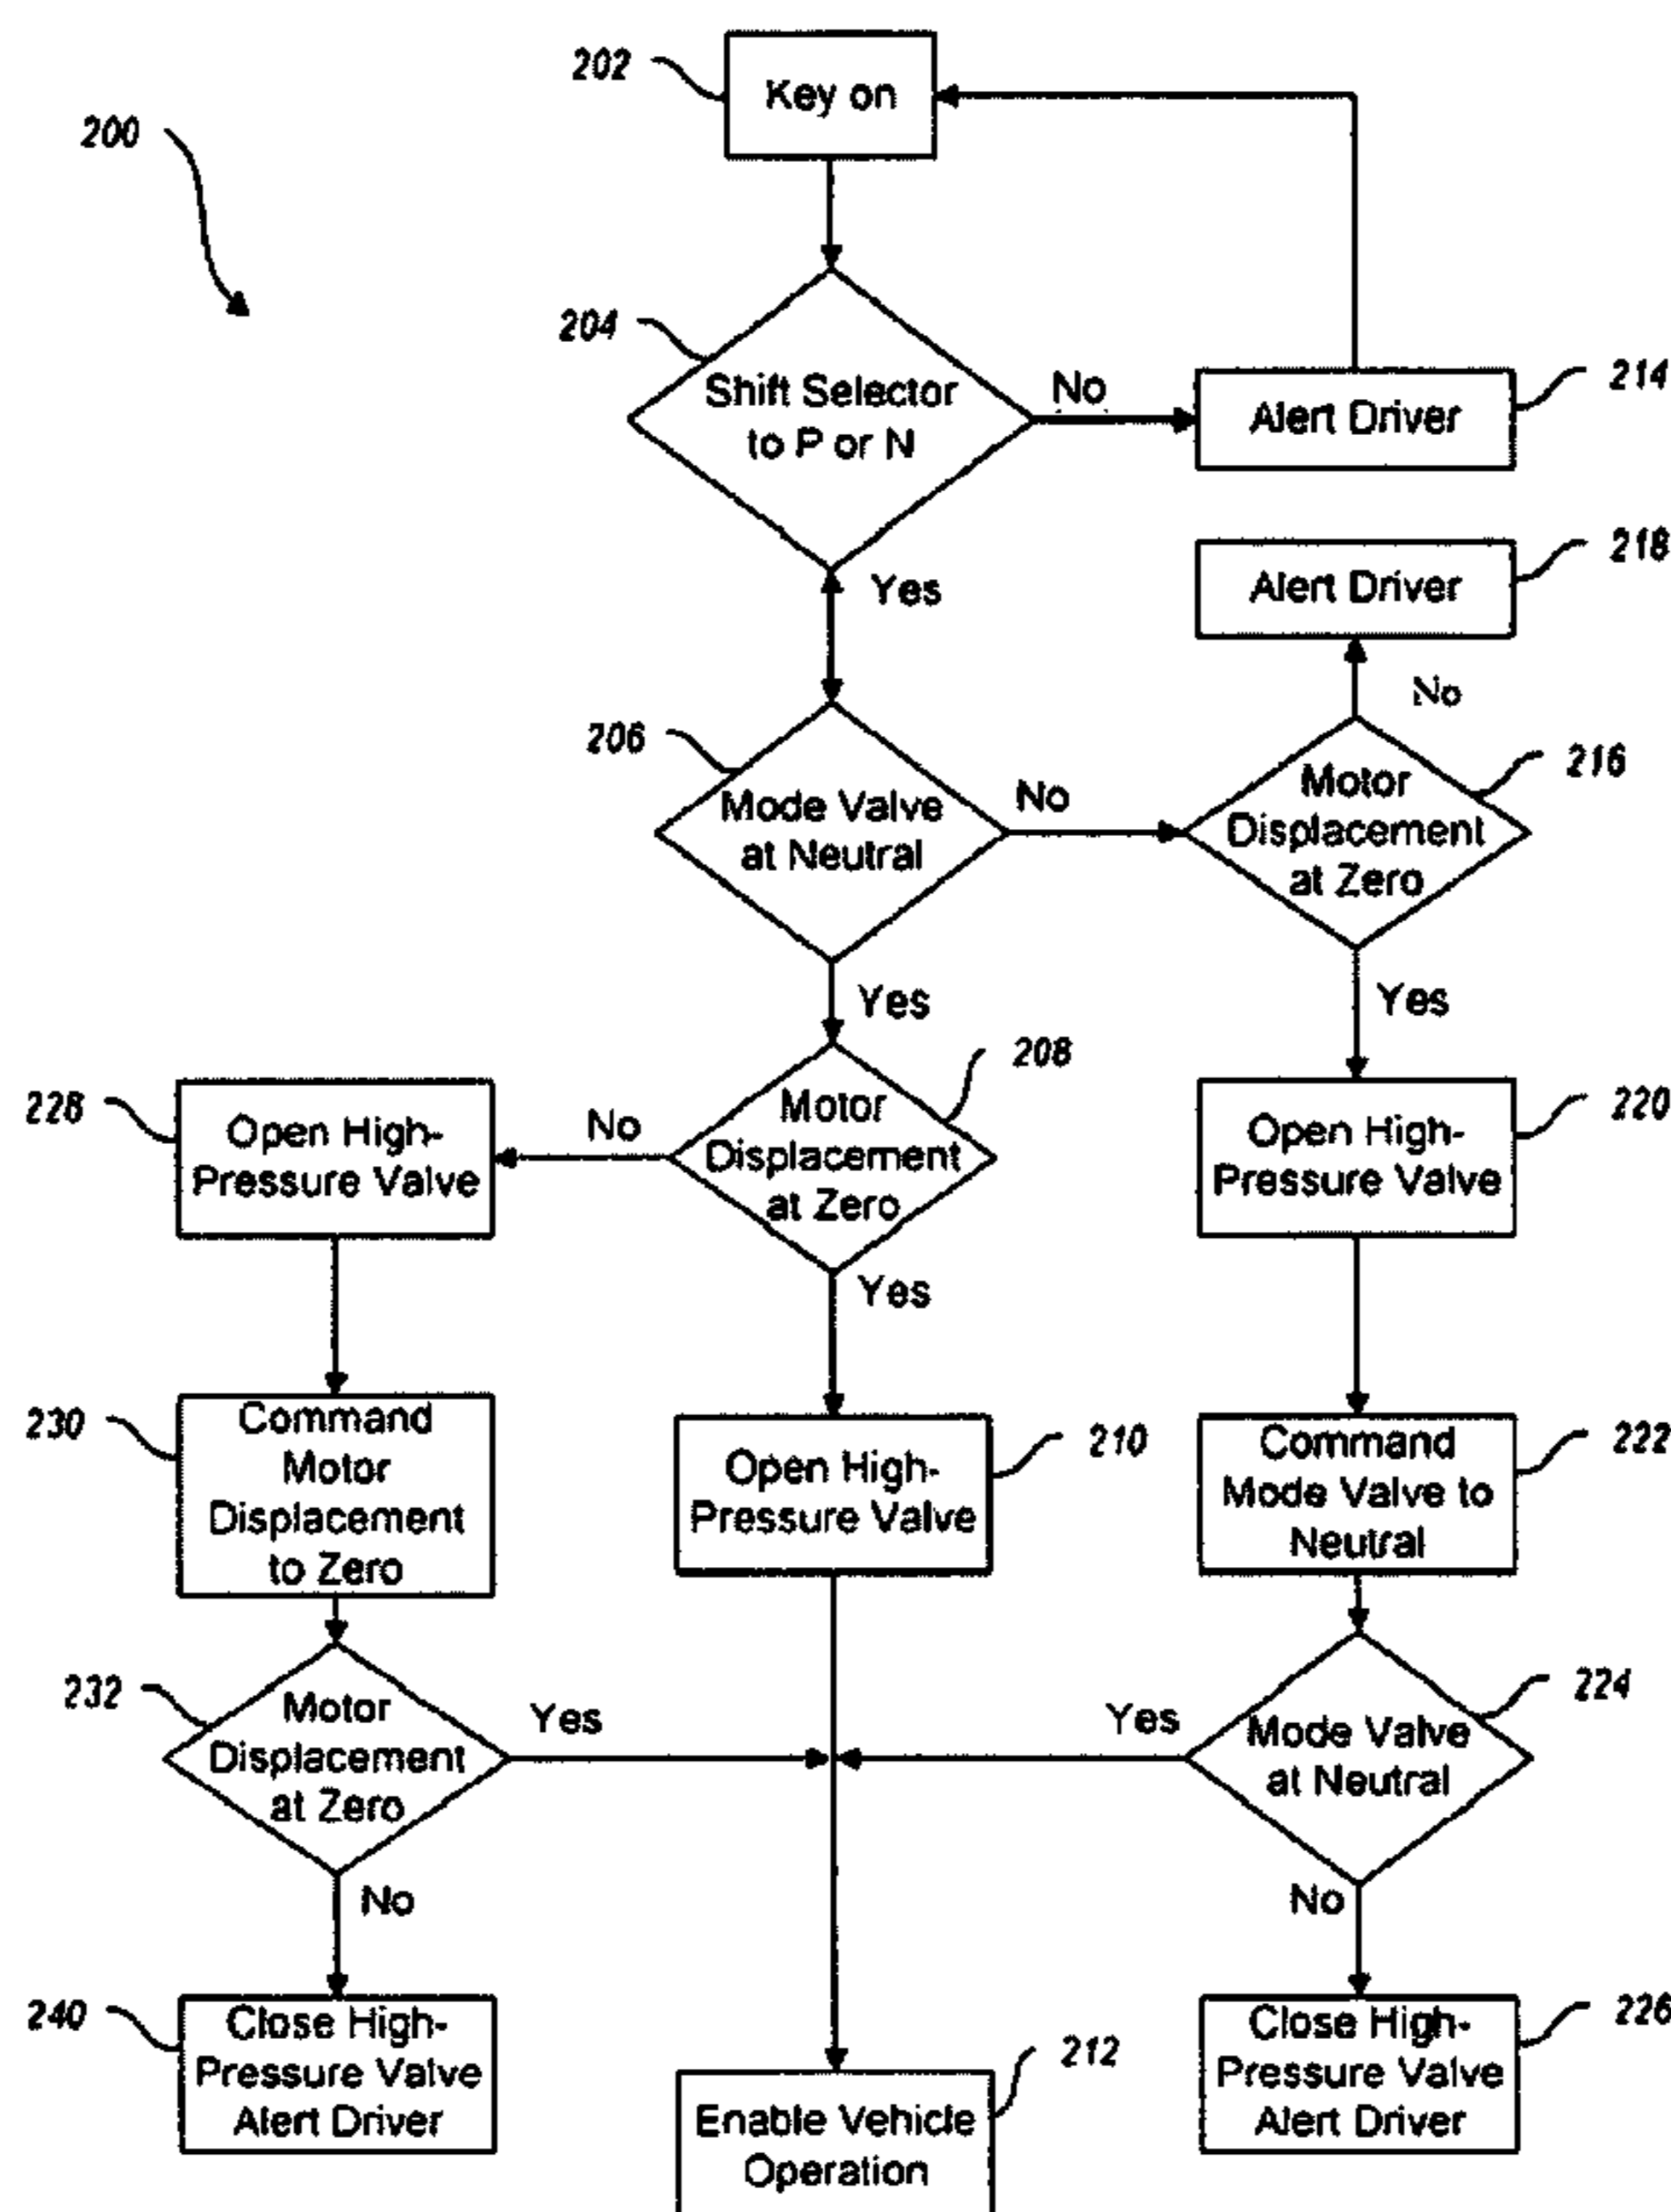 202
Key on
200
204
Shift Selector
to P or N
No
Alert Driver
214
Yes
Alert Driver
218
No
206
Mode Valve
at Neutral
No
Motor
Displacement
at Zero
216
Yes
Yes
208
228
Open High-
Pressure Valve
No
Motor
Displacement
at Zero
Open High-
Pressure Valve
220
Yes
230
Command
Motor
Displacement
to Zero
Open High-
Pressure Valve
210
Command
Mode Valve to
Neutral
222
232
Motor
Displacement
at Zero
Yes
Yes
Mode Valve
at Neutral
224
No
No
240
Close High-
Pressure Valve
Alert Driver
212
Enable Vehicle
Operation
Close High-
Pressure Valve
Alert Driver
226